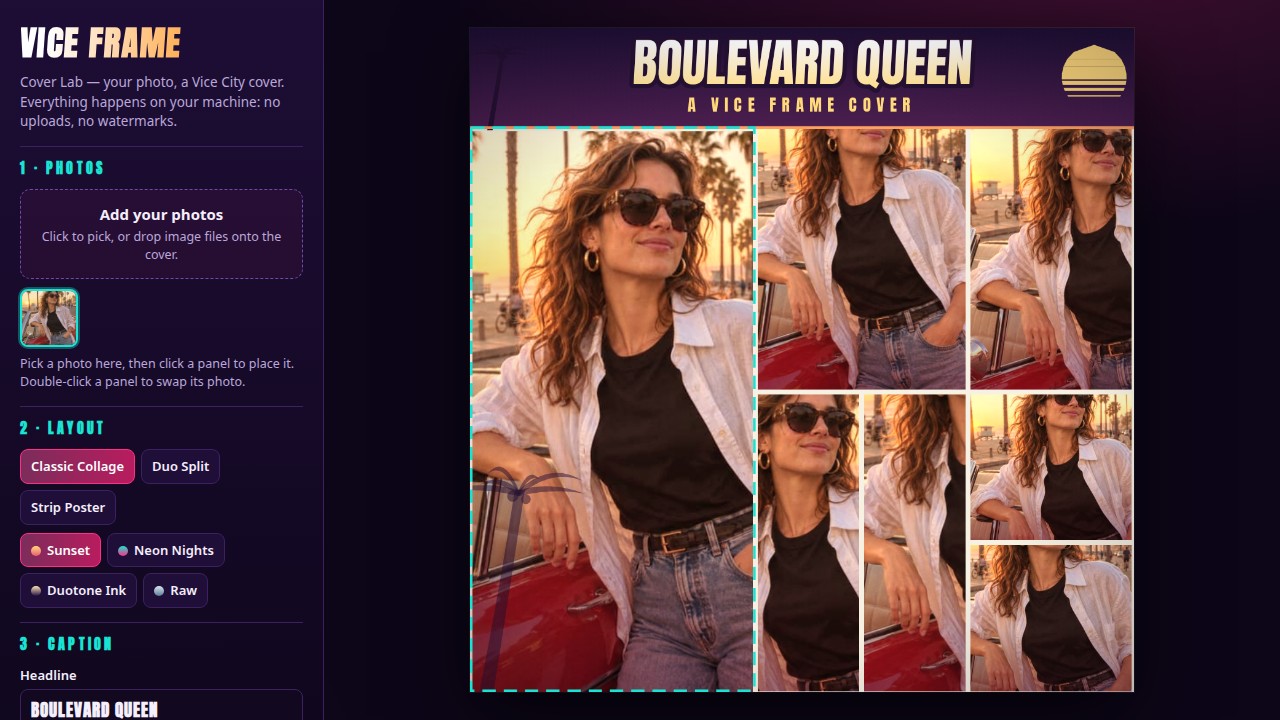 VICE FRAME
Cover Lab — your photo, a Vice City cover.
Everything happens on your machine: no
uploads, no watermarks.
1 · PHOTOS
Add your photos
Click to pick, or drop image files onto the
cover.
Pick a photo here, then click a panel to place it.
Double-click a panel to swap its photo.
2 · LAYOUT
Classic Collage
Duo Split
Strip Poster
Sunset
Neon Nights
Duotone Ink
Raw
3 · CAPTION
Headline
BOULEVARD QUEEN
BOULEVARD QUEEN
A VICE FRAME COVER